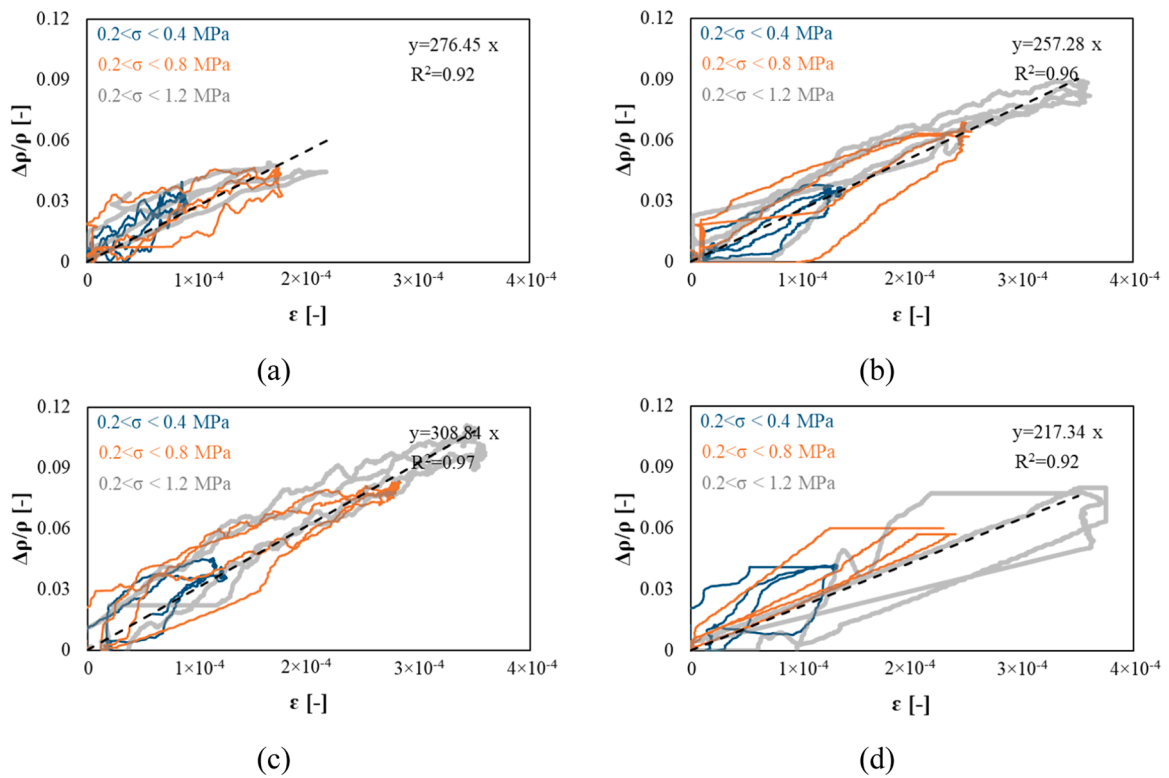 0.12
0.2<σ < 0.4 MPa
y=276.45 x
0.2<σ < 0.8 MPa
R²=0.92
0.09
0.2<σ < 1.2 MPa
Δρ/ρ [-]
0.06
0.03
0
0
1×10⁻⁴
2×10⁻⁴
3×10⁻⁴
4×10⁻⁴
ε [-]
(a)
0.12
0.2<σ < 0.4 MPa
y=257.28 x
0.2<σ < 0.8 MPa
R²=0.96
0.09
0.2<σ < 1.2 MPa
Δρ/ρ [-]
0.06
0.03
0
0
1×10⁻⁴
2×10⁻⁴
3×10⁻⁴
4×10⁻⁴
ε [-]
(b)
0.12
0.2<σ < 0.4 MPa
y=308.84 x
0.2<σ < 0.8 MPa
R²=0.97
0.09
0.2<σ < 1.2 MPa
Δρ/ρ [-]
0.06
0.03
0
0
1×10⁻⁴
2×10⁻⁴
3×10⁻⁴
4×10⁻⁴
ε [-]
(c)
0.12
0.2<σ < 0.4 MPa
y=217.34 x
0.2<σ < 0.8 MPa
R²=0.92
0.09
0.2<σ < 1.2 MPa
Δρ/ρ [-]
0.06
0.03
0
0
1×10⁻⁴
2×10⁻⁴
3×10⁻⁴
4×10⁻⁴
ε [-]
(d)